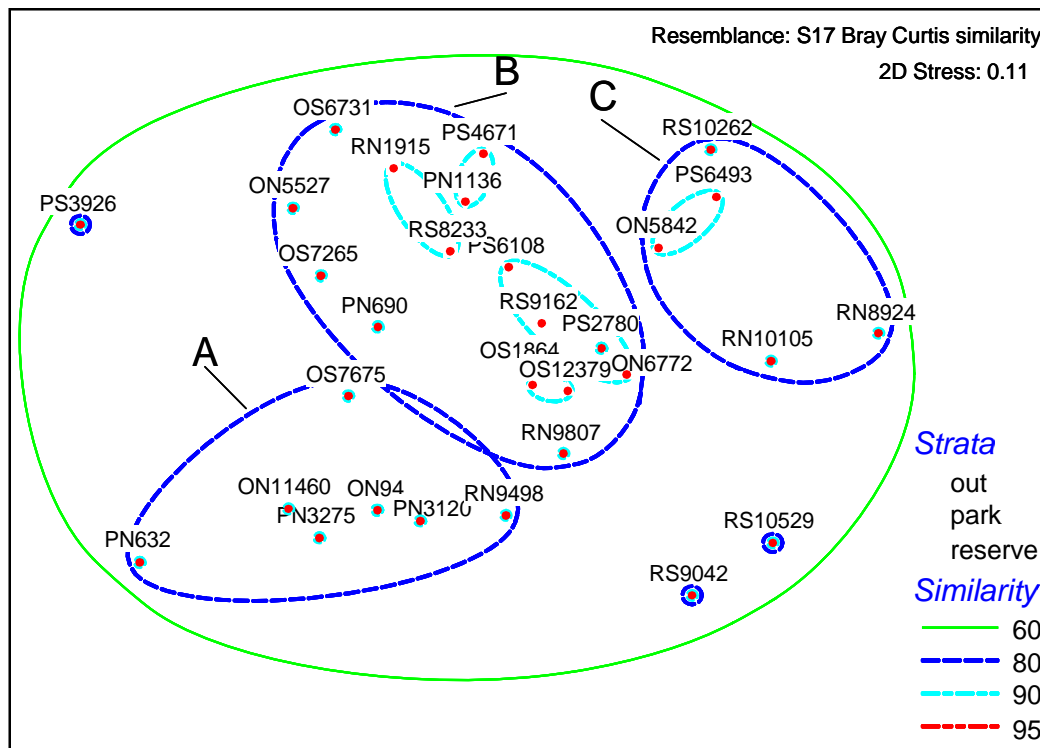 Resemblance: S17 Bray Curtis similarity
2D Stress: 0.11
B
C
A
OS6731
PS4671
RS10262
RN1915
PN1136
PS6493
PS3926
ON5527
RS8233
PS6108
ON5842
OS7265
RS9162
PN690
PS2780
RN8924
OS1864
OS12379
ON6772
RN10105
OS7675
RN9807
ON11460
ON94
PN3275
PN3120
RN9498
PN632
RS10529
RS9042
Strata
out
park
reserve
Similarity
60
80
90
95